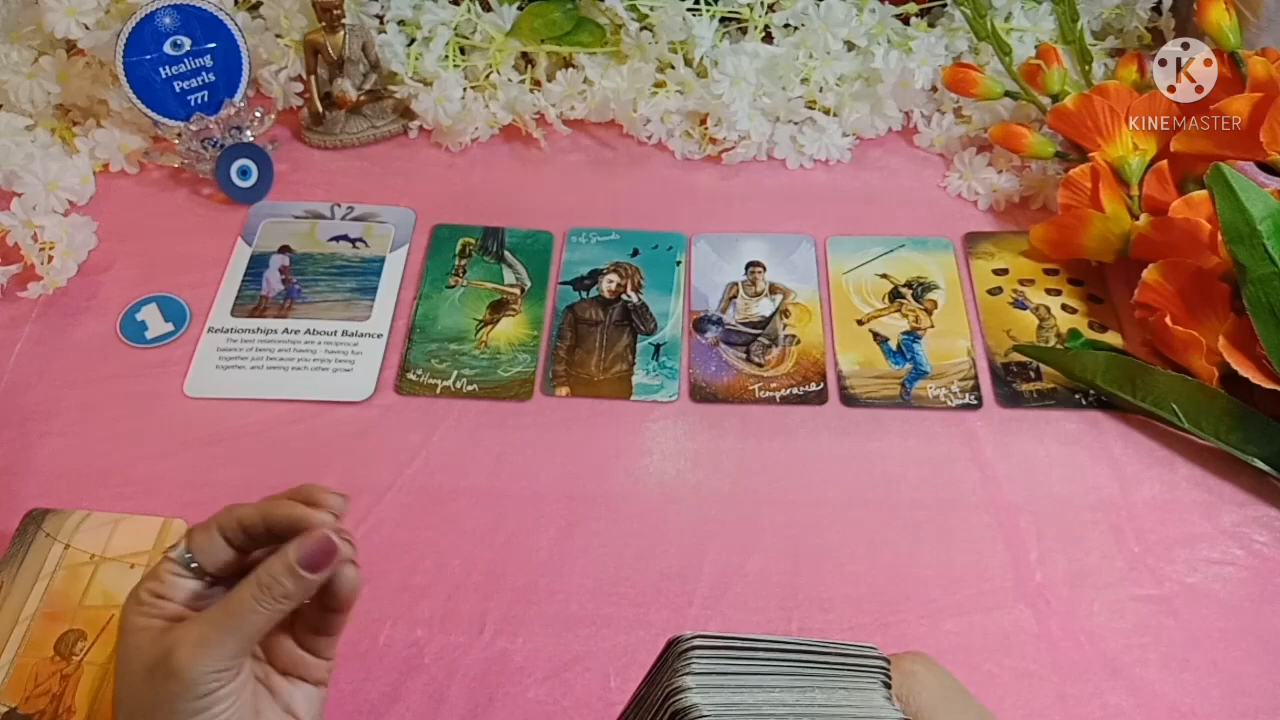 Healing
Pearls
777
KINEMASTER
1
Relationships Are About Balance
The best relationships are a reciprocal
balance of being and having - having fun
together just because you enjoy being
together, and seeing each other grow!
the Hanged Man
5 of Swords
Temperance
Page of
Wands